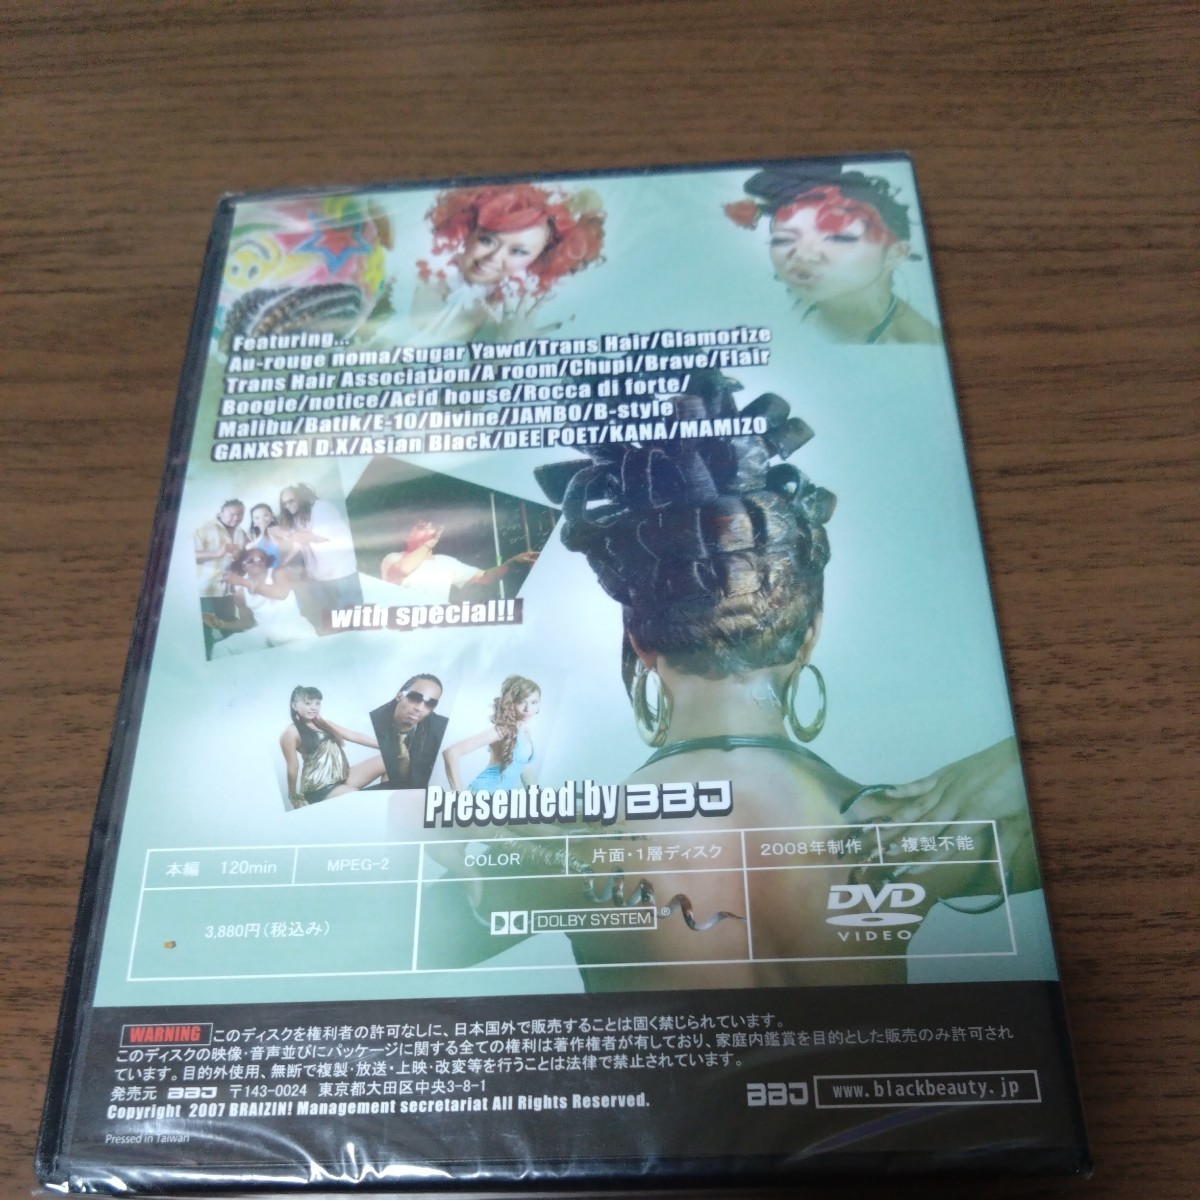 Featuring...
Au-rouge noma/Sugar Yawd/Trans Hair/Glamorize
Trans Hair Association/A room/Chupi/Brave/Flair
Boogie/notice/Acid house/Rocca di forte/
Malibu/Batik/E-10/Divine/JAMBO/B-style
GANXSTA D.X/Asian Black/DEE POET/KANA/MAMIZO
with special!!
Presented by BBJ
本編 120min MPEG-2 COLOR 片面・1層ディスク 2008年制作 複製不能
3,880円(税込み) DOLBY SYSTEM® DVD VIDEO
WARNING このディスクを権利者の許可なしに、日本国外で販売することは固く禁じられています。
このディスクの映像・音声並びにパッケージに関する全ての権利は著作権者が有しており、家庭内鑑賞を目的とした販売のみ許可され
ています。目的外使用、無断で複製・放送・上映・改変等を行うことは法律で禁止されています。
発売元 BBJ 〒143-0024 東京都大田区中央3-8-1
Copyright 2007 BRAIZIN! Management secretariat All Rights Reserved.
BBJ www.blackbeauty.jp
Pressed in Taiwan